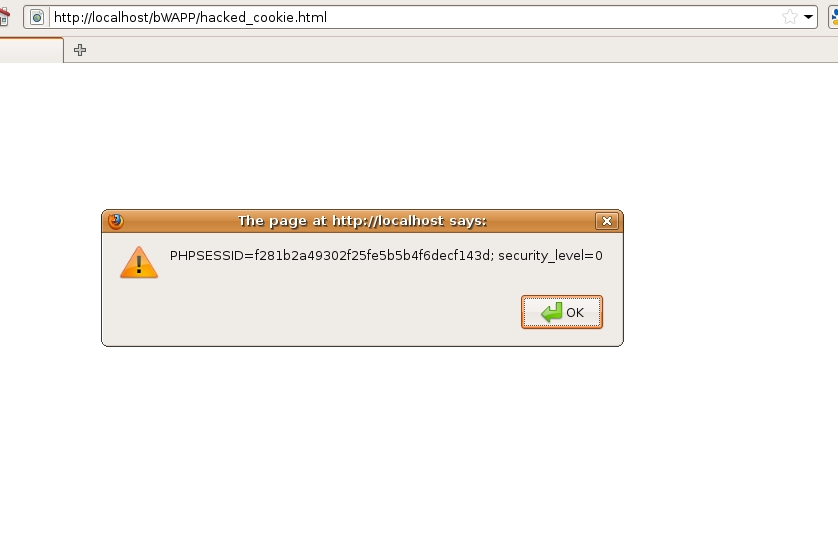 http://localhost/bWAPP/hacked_cookie.html
The page at http://localhost says:
PHPSESSID=f281b2a49302f25fe5b5b4f6decf143d; security_level=0
OK